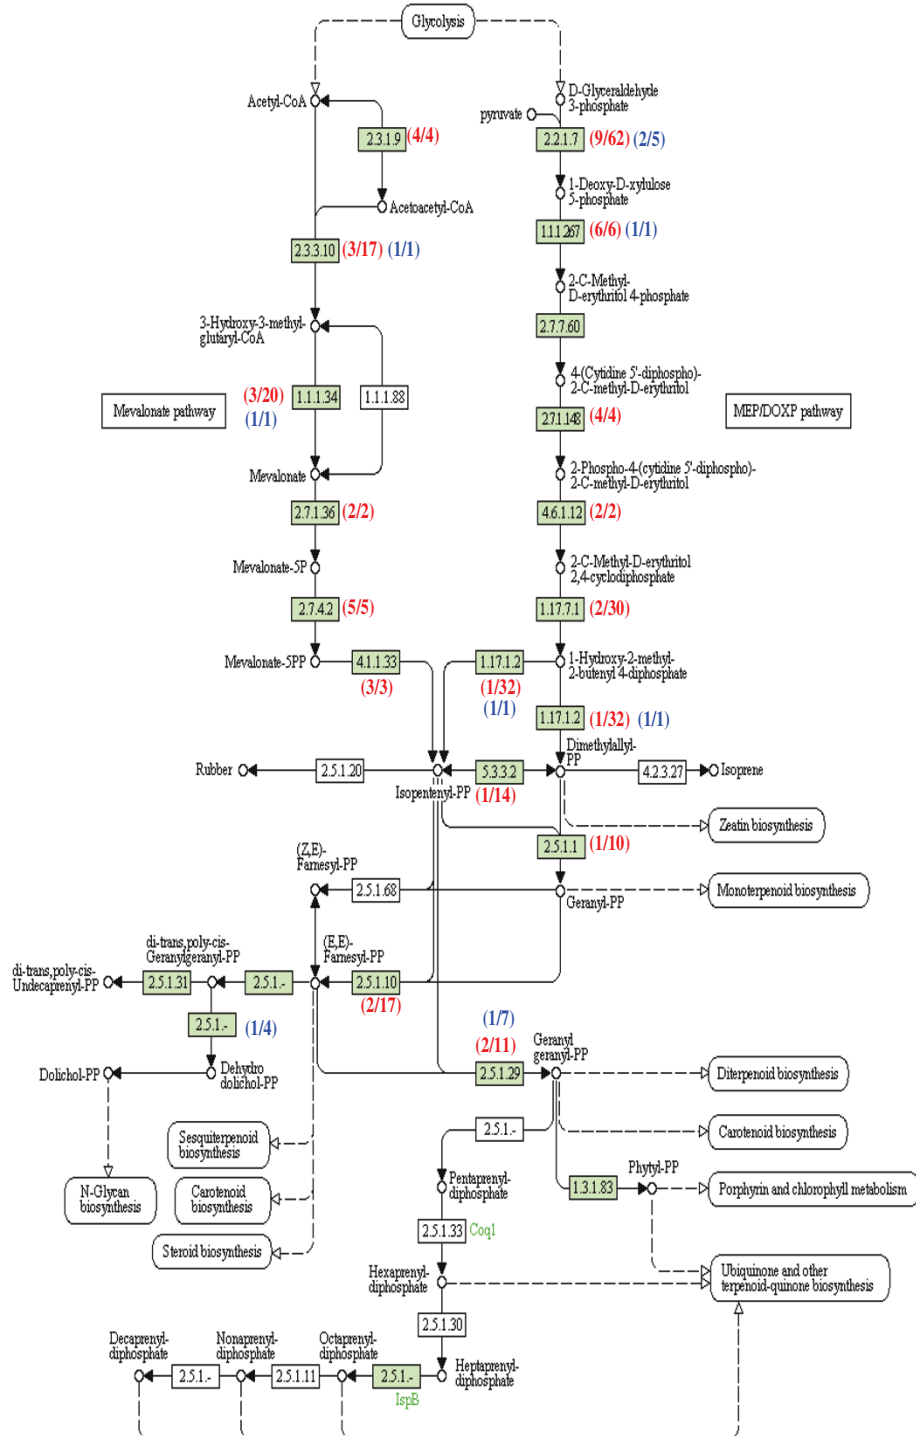 Glycolysis
Acetyl-CoA
D-Glyceraldehyde
3-phosphate
pyruvate
2.3.1.9 (4/4)
2.2.1.7 (9/62) (2/5)
Acetoacetyl-CoA
1-Deoxy-D-xylulose
5-phosphate
2.3.3.10 (3/17) (1/1)
1.1.1.267 (6/6) (1/1)
2-C-Methyl-
D-erythritol 4-phosphate
3-Hydroxy-3-methyl-
glutaryl-CoA
2.7.7.60
4-(Cytidine 5'-diphospho)-
2-C-methyl-D-erythritol
(3/20) 1.1.1.34
(1/1)
1.1.1.88
Mevalonate pathway
2.7.1.148 (4/4)
MEP/DOXP pathway
Mevalonate
2-Phospho-4-(cytidine 5'-diphospho)-
2-C-methyl-D-erythritol
2.7.1.36 (2/2)
4.6.1.12 (2/2)
Mevalonate-5P
2-C-Methyl-D-erythritol
2,4-cyclodiphosphate
2.7.4.2 (5/5)
1.17.7.1 (2/30)
Mevalonate-5PP
4.1.1.33
(3/3)
1.17.1.2
(1/32)
(1/1)
1-Hydroxy-2-methyl-
2-butenyl 4-diphosphate
1.17.1.2 (1/32) (1/1)
Dimethylallyl-
PP
Rubber
2.5.1.20
Isopentenyl-PP
5.3.3.2
(1/14)
4.2.3.27
Isoprene
Zeatin biosynthesis
2.5.1.1 (1/10)
(Z,E)-
Farnesyl-PP
2.5.1.68
Geranyl-PP
Monoterpenoid biosynthesis
di-trans,poly-cis-
Geranylgeranyl-PP
(E,E)-
Farnesyl-PP
di-trans,poly-cis-
Undecaprenyl-PP
2.5.1.31
2.5.1.-
2.5.1.10
(2/17)
2.5.1.- (1/4)
(1/7)
(2/11)
2.5.1.29
Geranyl
geranyl-PP
Dolichol-PP
Dehydro
dolichol-PP
Diterpenoid biosynthesis
Sesquiterpenoid
biosynthesis
2.5.1.-
Carotenoid biosynthesis
N-Glycan
biosynthesis
Carotenoid
biosynthesis
Pentaprenyl-
diphosphate
1.3.1.83
Phytyl-PP
Porphyrin and chlorophyll metabolism
Steroid biosynthesis
2.5.1.33 Coq1
Hexaprenyl-
diphosphate
Ubiquinone and other
terpenoid-quinone biosynthesis
2.5.1.30
Decaprenyl-
diphosphate
Nonaprenyl-
diphosphate
Octaprenyl-
diphosphate
Heptaprenyl-
diphosphate
2.5.1.-
2.5.1.11
2.5.1.-
IspB